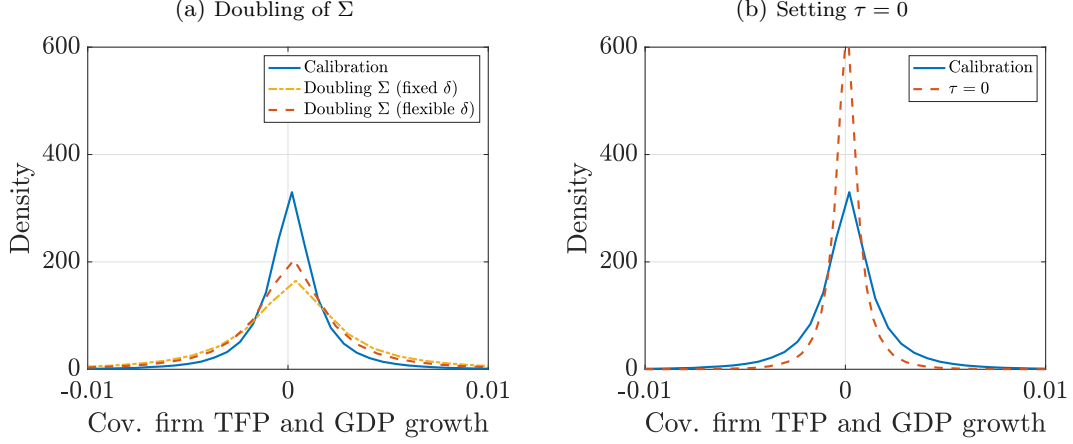 (a) Doubling of Σ
600
400
200
0
Density
Calibration
Doubling Σ (fixed δ)
Doubling Σ (flexible δ)
-0.01
0
0.01
Cov. firm TFP and GDP growth
(b) Setting τ = 0
600
400
200
0
Density
Calibration
τ = 0
-0.01
0
0.01
Cov. firm TFP and GDP growth